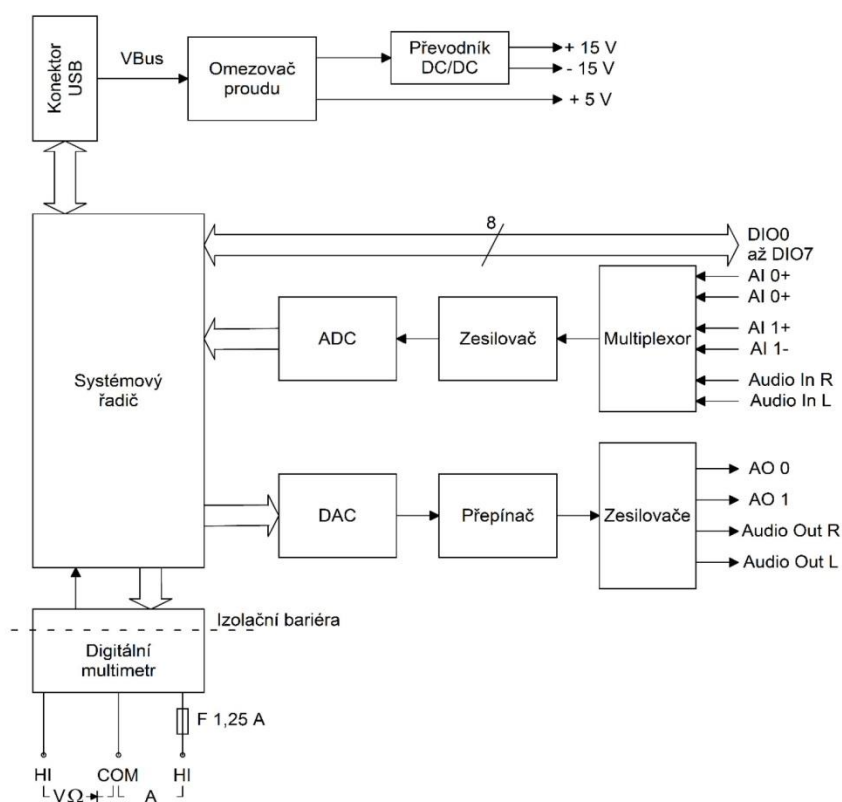 Konektor
USB
VBus
Omezovač
proudu
Převodník
DC/DC
+ 15 V
- 15 V
+ 5 V
Systémový
řadič
8
DIO0
až DIO7
ADC
Zesilovač
Multiplexor
AI 0+
AI 0+
AI 1+
AI 1-
Audio In R
Audio In L
DAC
Přepínač
Zesilovače
AO 0
AO 1
Audio Out R
Audio Out L
Izolační bariéra
Digitální
multimetr
F 1,25 A
HI COM HI
VΩ A